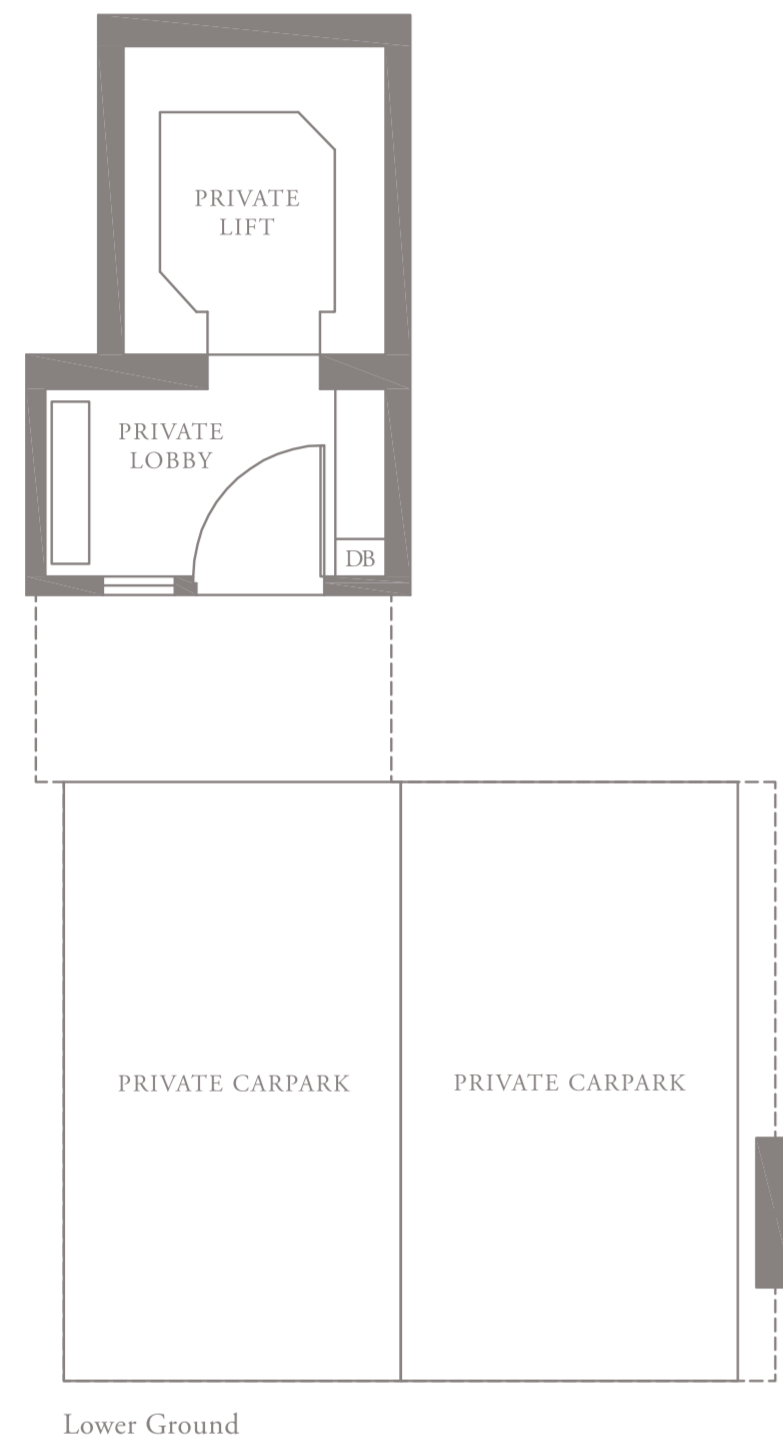 PRIVATE
LIFT
PRIVATE
LOBBY
DB
PRIVATE CARPARK
PRIVATE CARPARK
Lower Ground